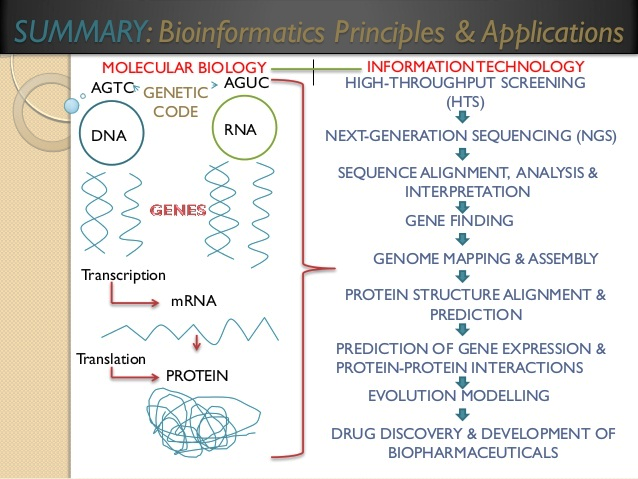 SUMMARY: Bioinformatics Principles & Applications
MOLECULAR BIOLOGY
AGTC
GENETIC
CODE
AGUC
DNA
RNA
GENES
Transcription
mRNA
Translation
PROTEIN
INFORMATION TECHNOLOGY
HIGH-THROUGHPUT SCREENING
(HTS)
NEXT-GENERATION SEQUENCING (NGS)
SEQUENCE ALIGNMENT, ANALYSIS &
INTERPRETATION
GENE FINDING
GENOME MAPPING & ASSEMBLY
PROTEIN STRUCTURE ALIGNMENT &
PREDICTION
PREDICTION OF GENE EXPRESSION &
PROTEIN-PROTEIN INTERACTIONS
EVOLUTION MODELLING
DRUG DISCOVERY & DEVELOPMENT OF
BIOPHARMACEUTICALS